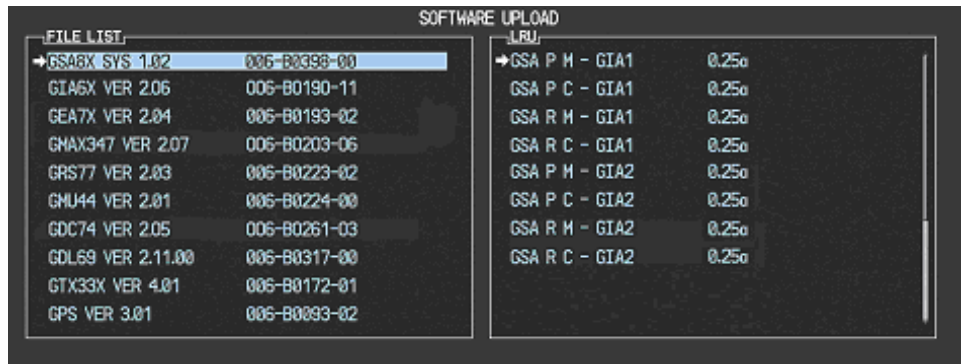 SOFTWARE UPLOAD
FILE LIST
GSA8X SYS 1.02 006-B0398-00
GIA6X VER 2.06 006-B0190-11
GEA7X VER 2.04 006-B0193-02
GMAX347 VER 2.07 006-B0203-06
GRS77 VER 2.03 006-B0223-02
GMU44 VER 2.01 006-B0224-00
GDC74 VER 2.05 006-B0261-03
GDL69 VER 2.11.00 006-B0317-00
GTX33X VER 4.01 006-B0172-01
GPS VER 3.01 006-B0093-02
LRU
GSA P M - GIA1 0.25a
GSA P C - GIA1 0.25a
GSA R M - GIA1 0.25a
GSA R C - GIA1 0.25a
GSA P M - GIA2 0.25a
GSA P C - GIA2 0.25a
GSA R M - GIA2 0.25a
GSA R C - GIA2 0.25a